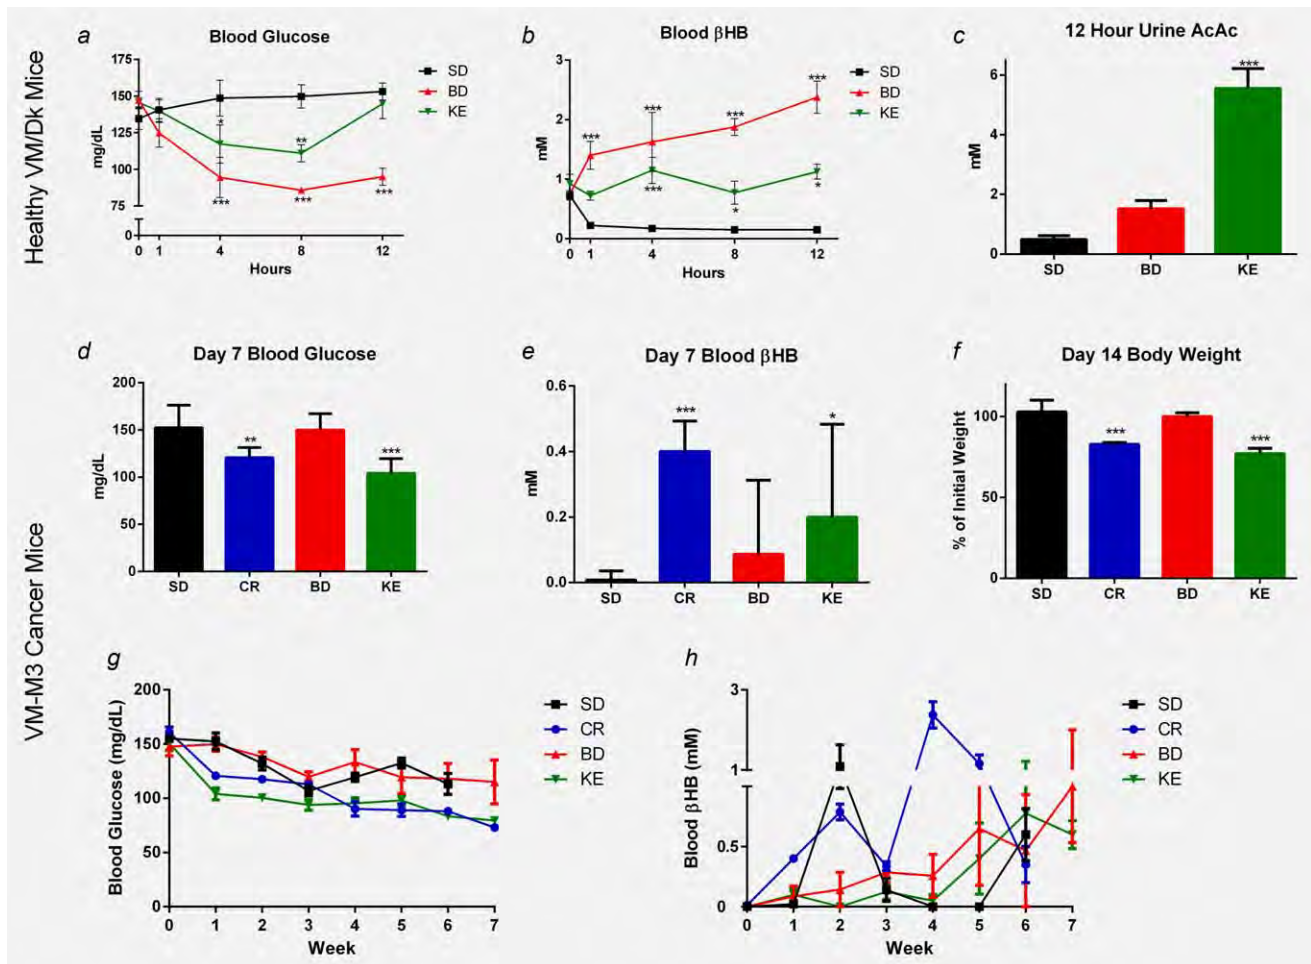 Healthy VM/Dk Mice
a
Blood Glucose
175
150
125
100
75
0
mg/dL
*
**
***
***
***
0 1 4 8 12
Hours
SD
BD
KE
b
Blood βHB
3
2
1
0
mM
***
***
***
***
***
*
*
0 1 4 8 12
Hours
SD
BD
KE
c
12 Hour Urine AcAc
6
4
2
0
mM
***
SD BD KE
VM-M3 Cancer Mice
d
Day 7 Blood Glucose
200
150
100
50
0
mg/dL
**
***
SD CR BD KE
e
Day 7 Blood βHB
0.6
0.4
0.2
0.0
mM
***
*
SD CR BD KE
f
Day 14 Body Weight
100
50
0
% of Initial Weight
***
***
SD CR BD KE
g
200
150
100
50
0
Blood Glucose (mg/dL)
0 1 2 3 4 5 6 7
Week
SD
CR
BD
KE
h
3
1
0.5
0
Blood βHB (mM)
0 1 2 3 4 5 6 7
Week
SD
CR
BD
KE